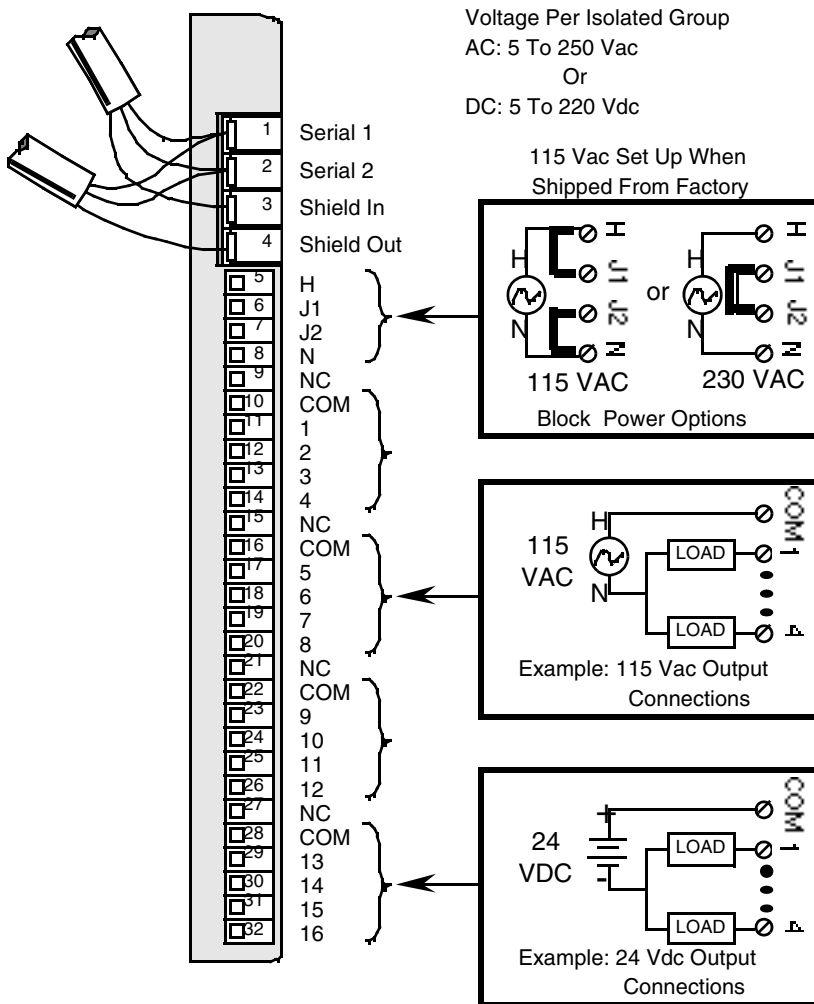 Voltage Per Isolated Group
AC: 5 To 250 Vac
Or
DC: 5 To 220 Vdc
115 Vac Set Up When
Shipped From Factory
1 Serial 1
2 Serial 2
3 Shield In
4 Shield Out
5 H
6 J1
7 J2
8 N
9 NC
10 COM
11 1
12 2
13 3
14 4
15 NC
16 COM
17 5
18 6
19 7
20 8
21 NC
22 COM
23 9
24 10
25 11
26 12
27 NC
28 COM
29 13
30 14
31 15
32 16
H
N
H
J1
J2
N
115 VAC
or
H
N
H
J1
J2
N
230 VAC
Block Power Options
115
VAC
H
N
LOAD
LOAD
COM
1
4
Example: 115 Vac Output
Connections
24
VDC
+
-
LOAD
LOAD
COM
1
4
Example: 24 Vdc Output
Connections